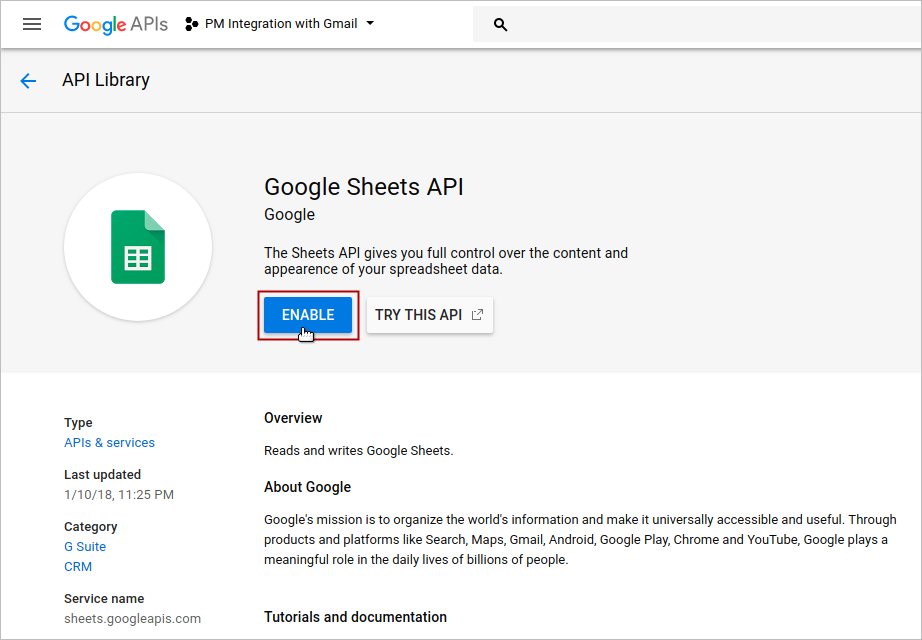 Google APIs PM Integration with Gmail
API Library
Google Sheets API
Google
The Sheets API gives you full control over the content and
appearence of your spreadsheet data.
ENABLE TRY THIS API
Type
APIs & services
Last updated
1/10/18, 11:25 PM
Category
G Suite
CRM
Service name
sheets.googleapis.com
Overview
Reads and writes Google Sheets.
About Google
Google's mission is to organize the world's information and make it universally accessible and useful. Through
products and platforms like Search, Maps, Gmail, Android, Google Play, Chrome and YouTube, Google plays a
meaningful role in the daily lives of billions of people.
Tutorials and documentation